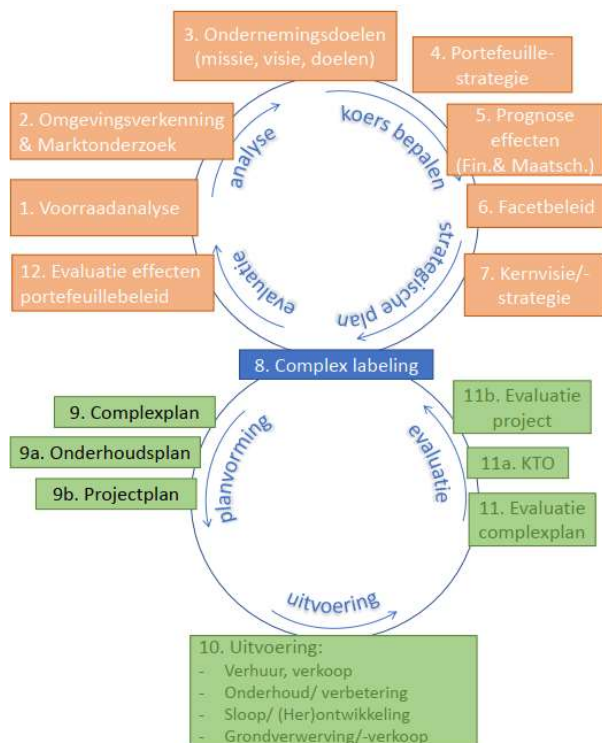 3. Ondernemingsdoelen
(missie, visie, doelen)
4. Portefeuille-
strategie
2. Omgevingsverkenning
& Marktonderzoek
5. Prognose
effecten
(Fin.& Maatsch.)
analyse
koers bepalen
1. Voorraadanalyse
6. Facetbeleid
12. Evaluatie effecten
portefeuillebeleid
evaluatie
strategische plan
7. Kernvisie/-
strategie
8. Complex labeling
9. Complexplan
11b. Evaluatie
project
9a. Onderhoudsplan
11a. KTO
9b. Projectplan
planvorming
evaluatie
11. Evaluatie
complexplan
uitvoering
10. Uitvoering:
- Verhuur, verkoop
- Onderhoud/ verbetering
- Sloop/ (Her)ontwikkeling
- Grondverwerving/-verkoop